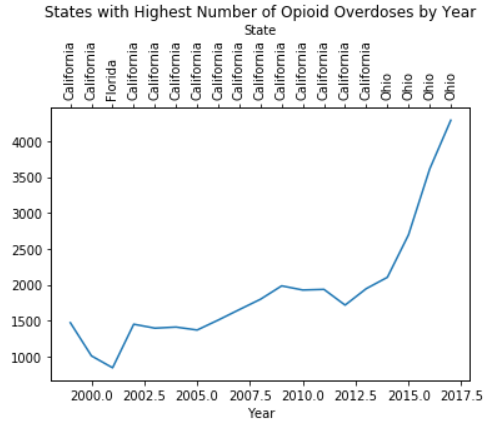 States with Highest Number of Opioid Overdoses by Year
State
California California Florida California California California California California California California California California California California California Ohio Ohio Ohio Ohio
4000
3500
3000
2500
2000
1500
1000
2000.0 2002.5 2005.0 2007.5 2010.0 2012.5 2015.0 2017.5
Year